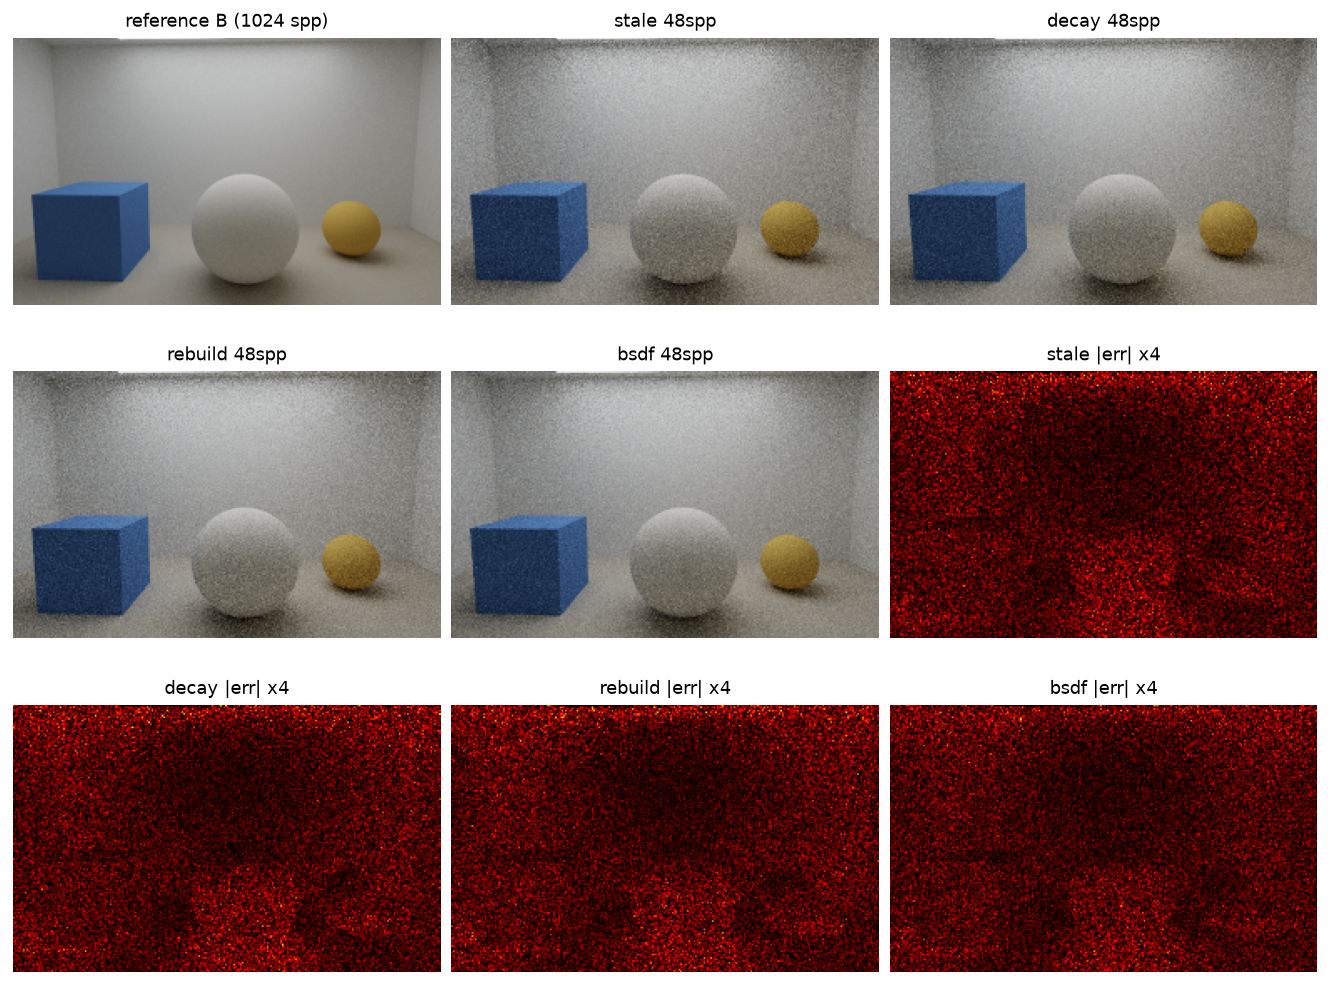 reference B (1024 spp)
stale 48spp
decay 48spp
rebuild 48spp
bsdf 48spp
stale |err| x4
decay |err| x4
rebuild |err| x4
bsdf |err| x4